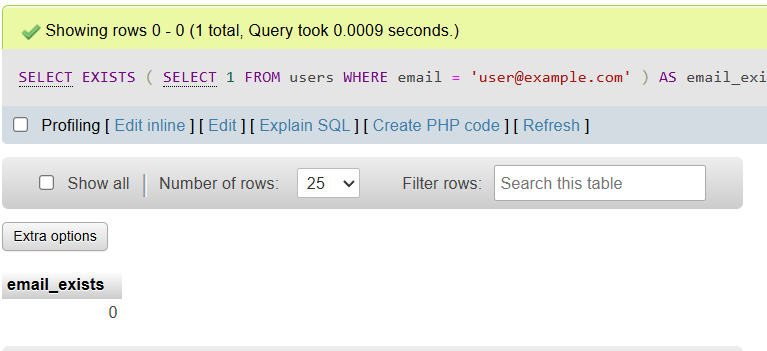 Showing rows 0 - 0 (1 total, Query took 0.0009 seconds.)
SELECT EXISTS ( SELECT 1 FROM users WHERE email = 'user@example.com' ) AS email_exi
Profiling [ Edit inline ] [ Edit ] [ Explain SQL ] [ Create PHP code ] [ Refresh ]
Show all | Number of rows: 25 Filter rows: Search this table
Extra options
email_exists
0